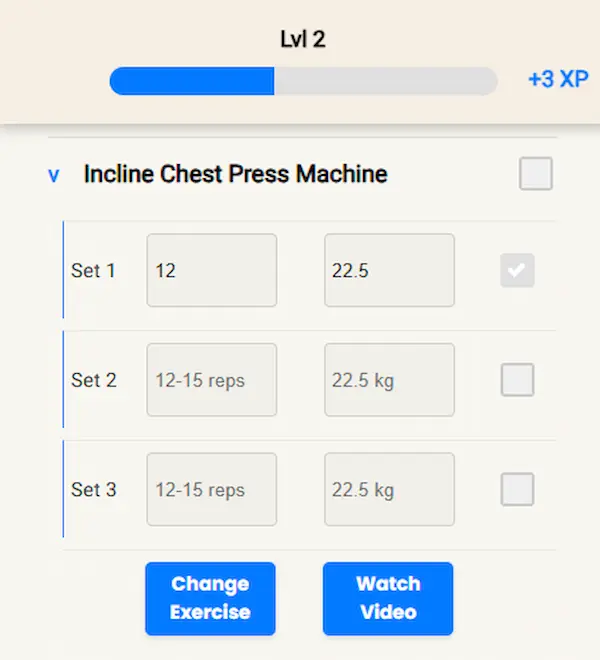 Lvl 2
+3 XP
v Incline Chest Press Machine
Set 1 12 22.5
Set 2 12-15 reps 22.5 kg
Set 3 12-15 reps 22.5 kg
Change Watch
Exercise Video